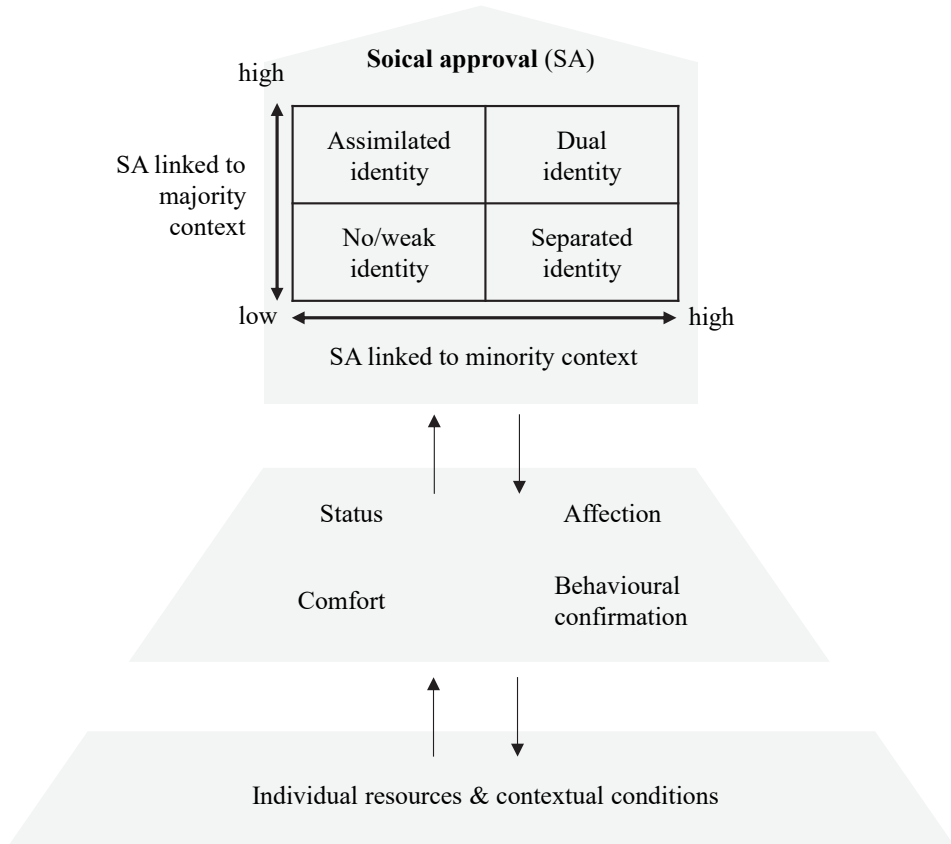 Soical approval (SA)
high
SA linked to
majority
context
Assimilated
identity
Dual
identity
No/weak
identity
Separated
identity
low
high
SA linked to minority context
Status
Affection
Comfort
Behavioural
confirmation
Individual resources & contextual conditions